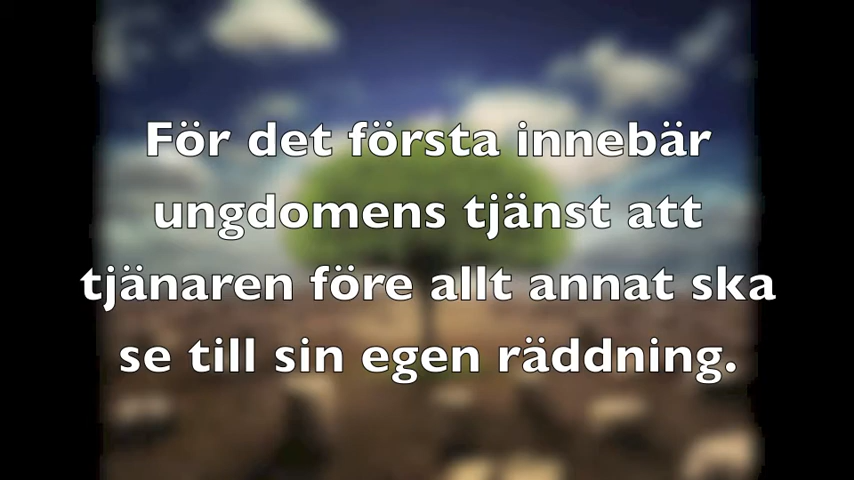 För det första innebär
ungdomens tjänst att
tjänaren före allt annat ska
se till sin egen räddning.